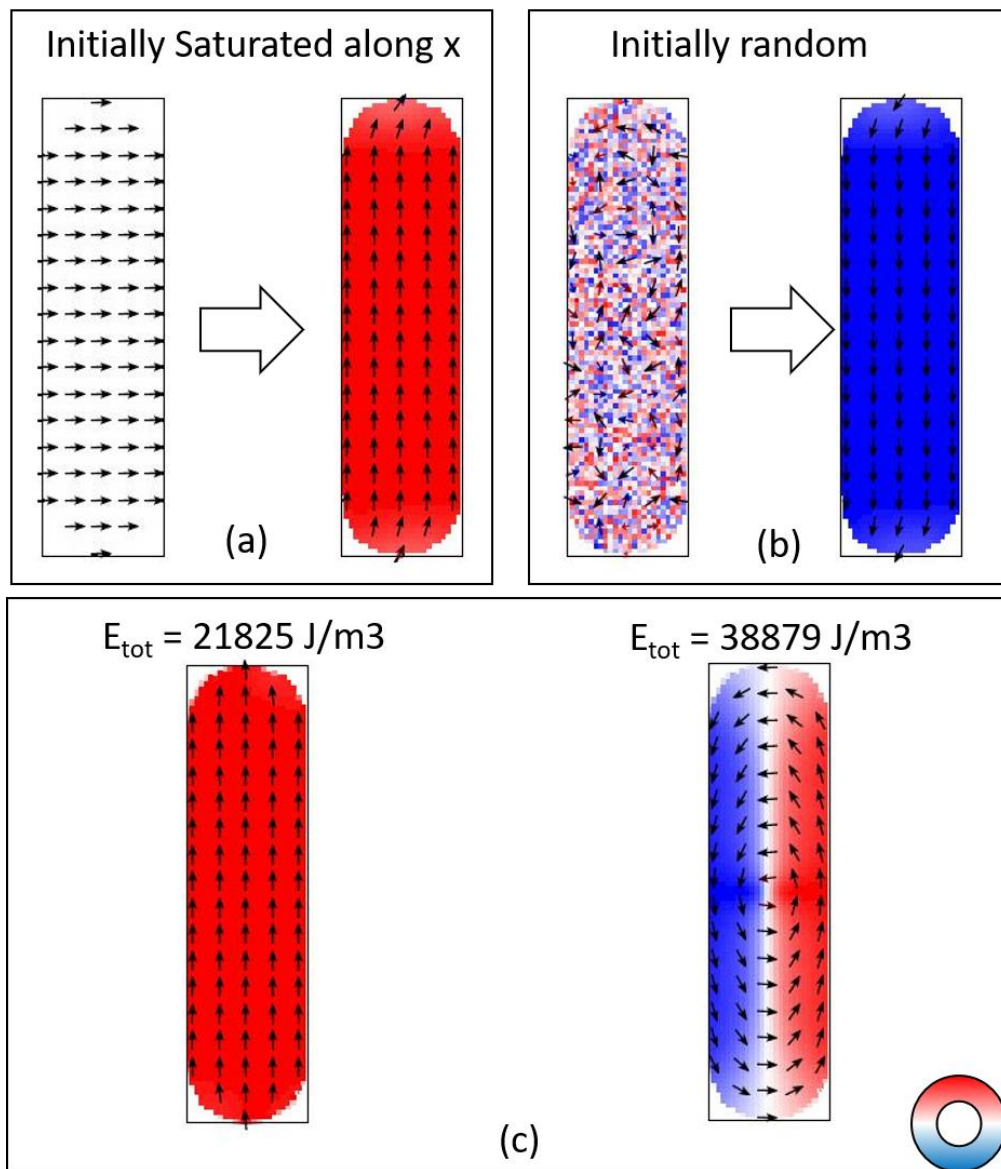 Initially Saturated along x
(a)
Initially random
(b)
E_tot = 21825 J/m3
E_tot = 38879 J/m3
(c)